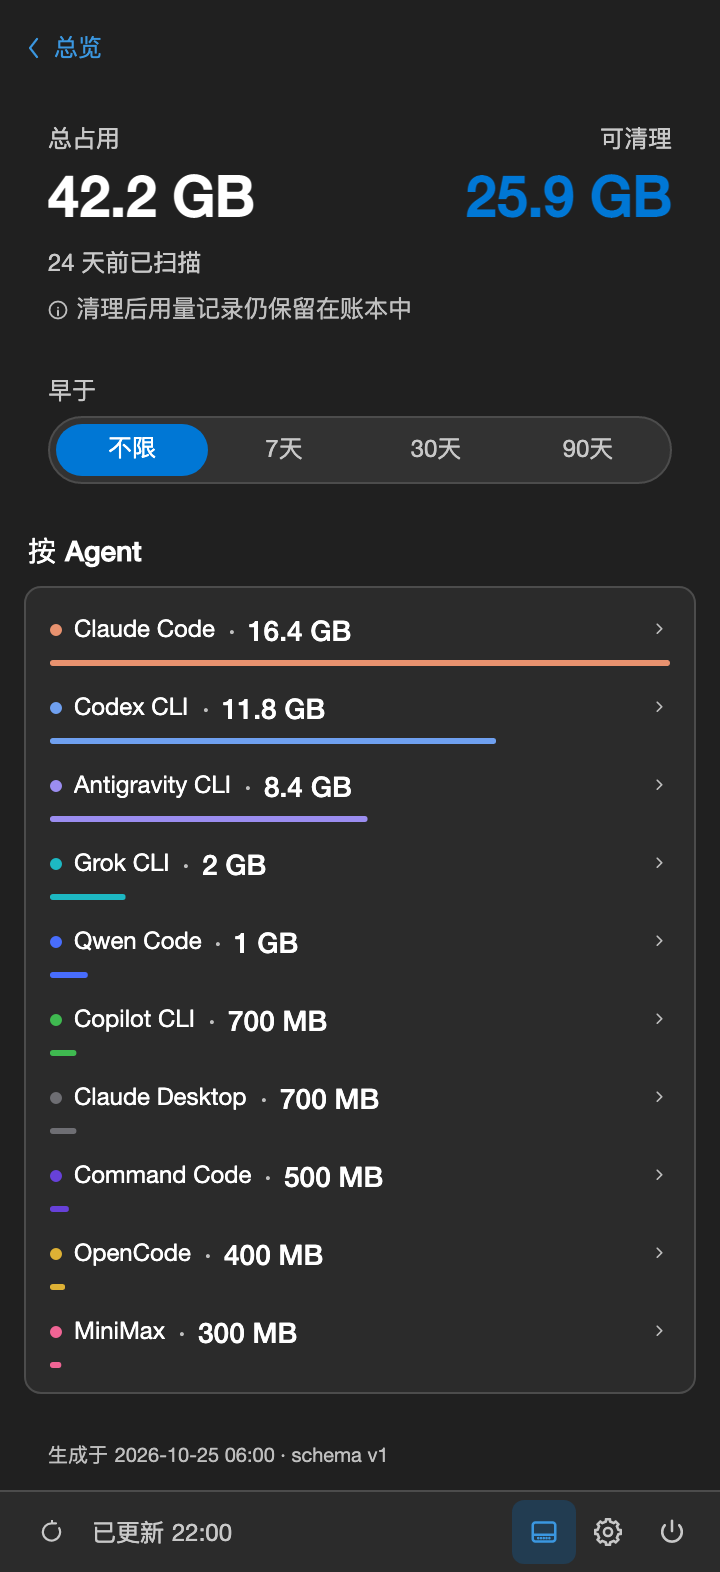 总览
总占用 可清理
42.2 GB 25.9 GB
24 天前已扫描
清理后用量记录仍保留在账本中
早于
不限 7天 30天 90天
按 Agent
Claude Code · 16.4 GB
Codex CLI · 11.8 GB
Antigravity CLI · 8.4 GB
Grok CLI · 2 GB
Qwen Code · 1 GB
Copilot CLI · 700 MB
Claude Desktop · 700 MB
Command Code · 500 MB
OpenCode · 400 MB
MiniMax · 300 MB
生成于 2026-10-25 06:00 · schema v1
已更新 22:00